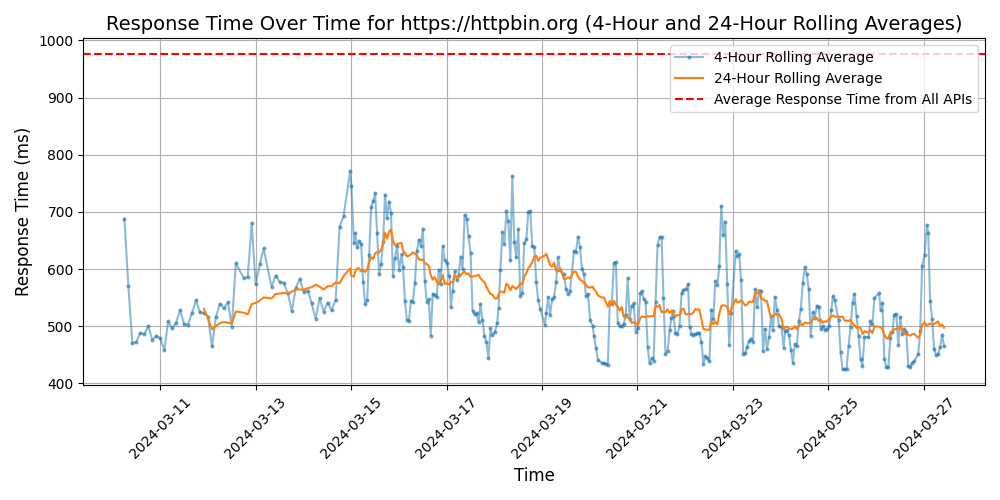 Response Time Over Time for https://httpbin.org (4-Hour and 24-Hour Rolling Averages)
4-Hour Rolling Average
24-Hour Rolling Average
Average Response Time from All APIs
Response Time (ms)
1000
900
800
700
600
500
400
2024-03-11
2024-03-13
2024-03-15
2024-03-17
2024-03-19
2024-03-21
2024-03-23
2024-03-25
2024-03-27
Time